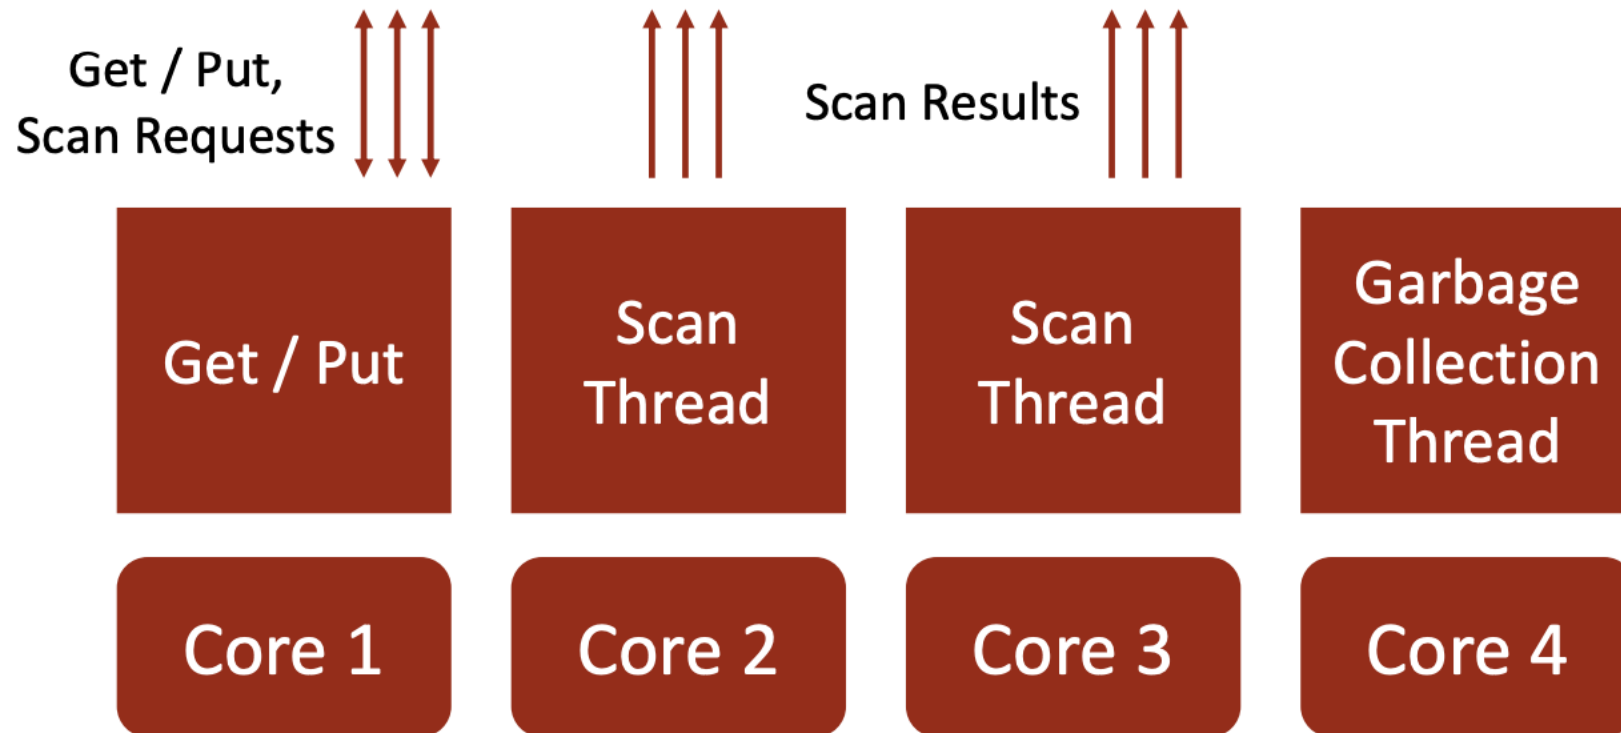 Get / Put,
Scan Requests
Scan Results
Get / Put
Scan
Thread
Scan
Thread
Garbage
Collection
Thread
Core 1
Core 2
Core 3
Core 4